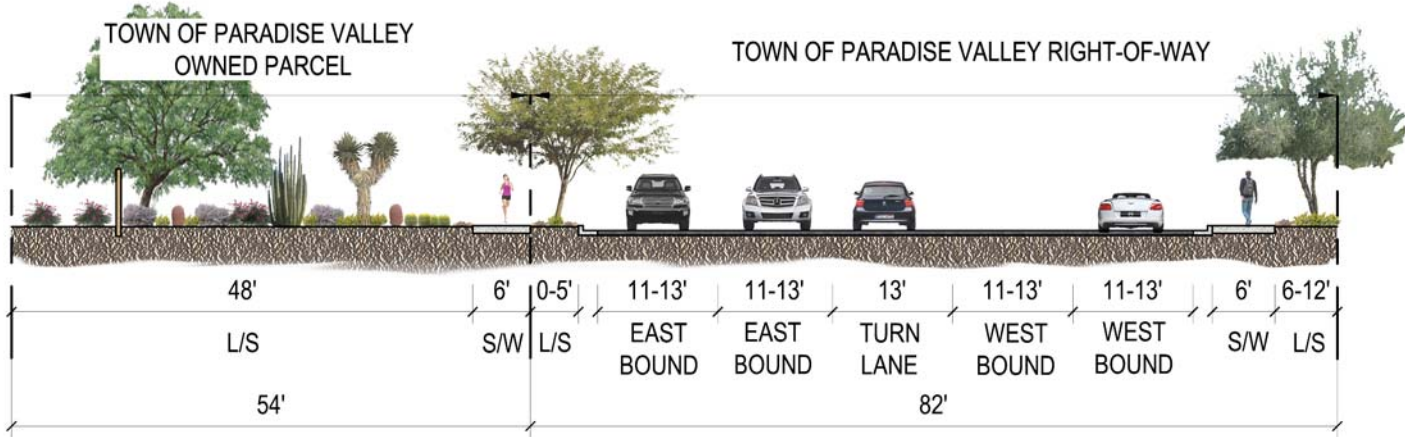 TOWN OF PARADISE VALLEY
OWNED PARCEL
TOWN OF PARADISE VALLEY RIGHT-OF-WAY
48' 6' 0-5' 11-13' 11-13' 13' 11-13' 11-13' 6' 6-12'
L/S S/W L/S EAST BOUND EAST BOUND TURN LANE WEST BOUND WEST BOUND S/W L/S
54' 82'